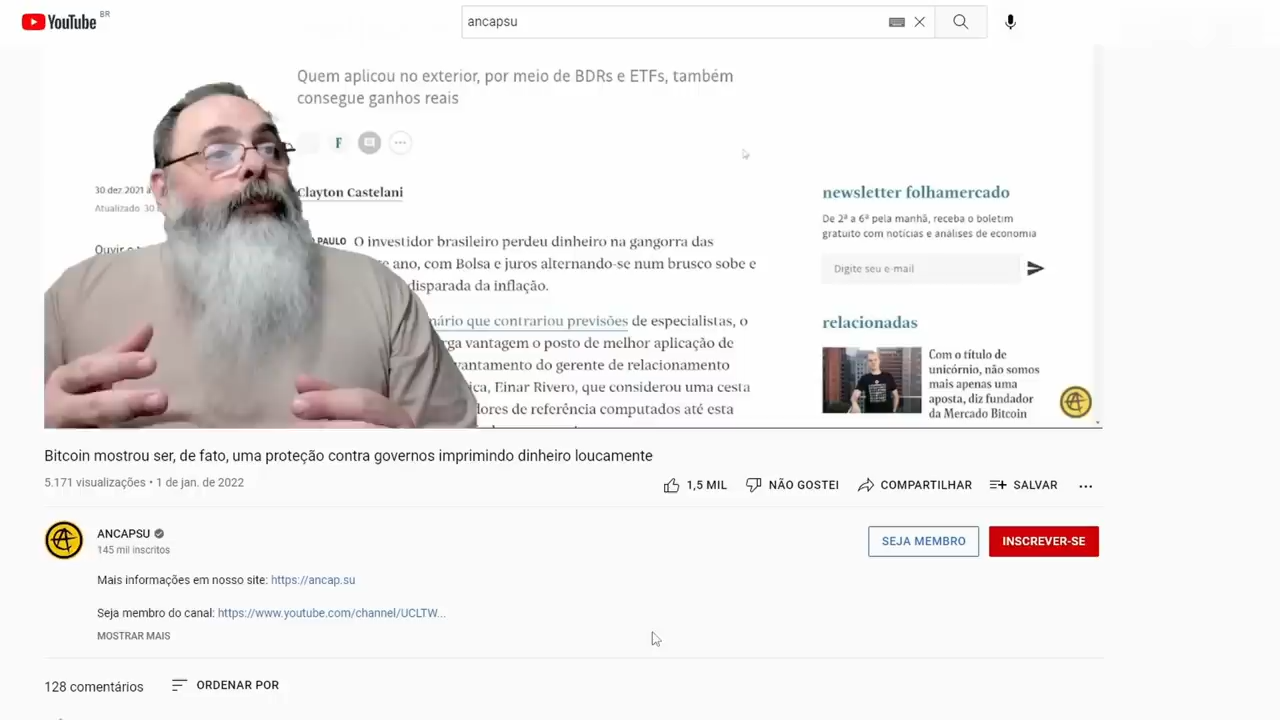 YouTube BR
ancapsu
Quem aplicou no exterior, por meio de BDRs e ETFs, também
consegue ganhos reais
F
30 dez.2021 à
Clayton Castelani
Atualizado 30
newsletter folhamercado
De 2ª a 6ª pela manhã, receba o boletim
gratuito com notícias e análises de economia
Digite seu e-mail
PAULO O investidor brasileiro perdeu dinheiro na gangorra das
e ano, com Bolsa e juros alternando-se num brusco sobe e
disparada da inflação.
nário que contrariou previsões de especialistas, o
rga vantagem o posto de melhor aplicação de
vantamento do gerente de relacionamento
ica, Einar Rivero, que considerou uma cesta
dores de referência computados até esta
relacionadas
Com o título de
unicórnio, não somos
mais apenas uma
aposta, diz fundador
da Mercado Bitcoin
Bitcoin mostrou ser, de fato, uma proteção contra governos imprimindo dinheiro loucamente
5.171 visualizações • 1 de jan. de 2022
1,5 MIL NÃO GOSTEI COMPARTILHAR SALVAR
ANCAPSU
145 mil inscritos
SEJA MEMBRO INSCREVER-SE
Mais informações em nosso site: https://ancap.su
Seja membro do canal: https://www.youtube.com/channel/UCLTW...
MOSTRAR MAIS
128 comentários ORDENAR POR